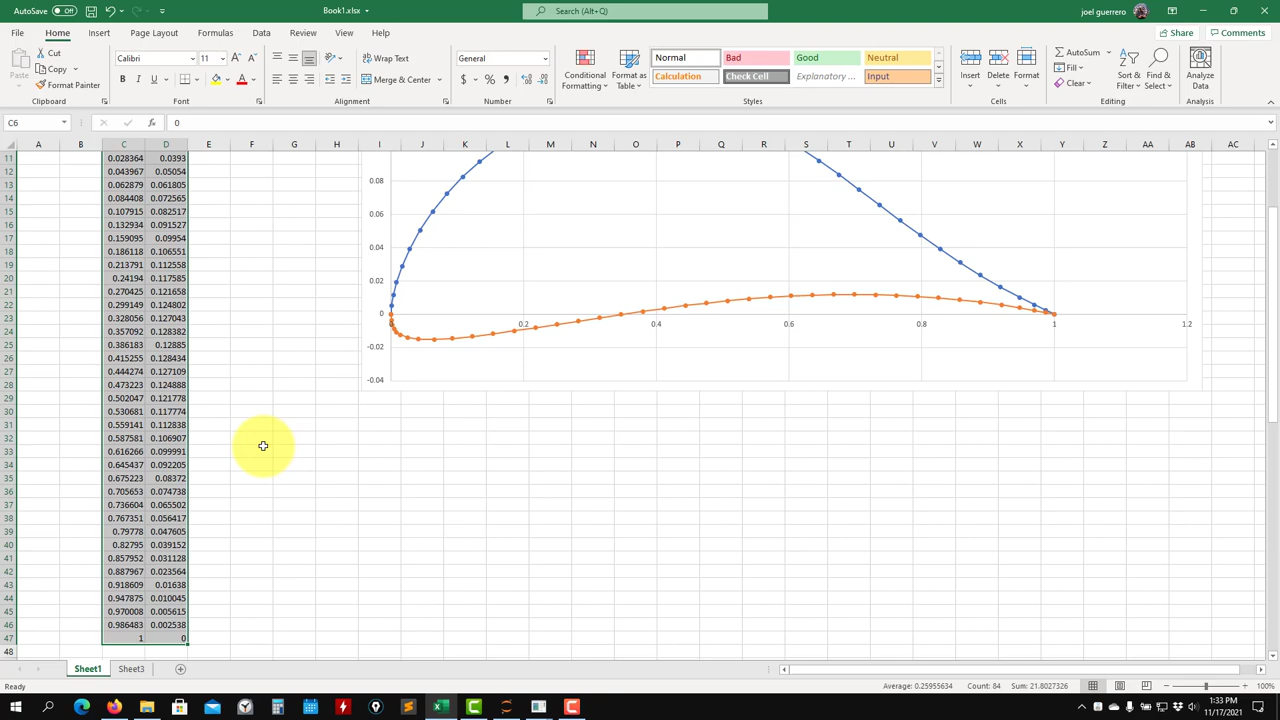 AutoSave Off Book1.xlsx Search (Alt+Q) joel guerrero
File Home Insert Page Layout Formulas Data Review View Help Share Comments
Paste Cut Copy Format Painter Clipboard
Calibri 11 B I U Font
Wrap Text Merge & Center Alignment
General $ % , Number
Conditional Formatting Format as Table
Normal Bad Good Neutral
Calculation Check Cell Explanatory ... Input
Styles
Insert Delete Format Cells
AutoSum Fill Clear Sort & Filter Find & Select Editing
Analyze Data Analysis
C6 fx 0
A B C D E F G H I J K L M N O P Q R S T U V W X Y Z AA AB AC
11 0.028364 0.0393
12 0.043967 0.05054
13 0.062879 0.061805
14 0.084408 0.072565
15 0.107915 0.082517
16 0.132934 0.091527
17 0.159095 0.09954
18 0.186118 0.106551
19 0.213791 0.112558
20 0.24194 0.117585
21 0.270425 0.121658
22 0.299149 0.124802
23 0.328056 0.127043
24 0.357092 0.128382
25 0.386183 0.12885
26 0.415255 0.128434
27 0.444274 0.127109
28 0.473223 0.124888
29 0.502047 0.121778
30 0.530681 0.117774
31 0.559141 0.112838
32 0.587581 0.106907
33 0.616266 0.099991
34 0.645437 0.092205
35 0.675223 0.08372
36 0.705653 0.074738
37 0.736604 0.065502
38 0.767351 0.056417
39 0.79778 0.047605
40 0.82795 0.039152
41 0.857952 0.031128
42 0.887967 0.023564
43 0.918609 0.01638
44 0.947875 0.010045
45 0.970008 0.005615
46 0.986483 0.002538
47 1 0
48
0.08
0.06
0.04
0.02
0
0 0.2 0.4 0.6 0.8 1 1.2
-0.02
-0.04
Sheet1 Sheet3
Ready Average: 0.25955634 Count: 84 Sum: 21.8027326 100%
1:33 PM
11/17/2021